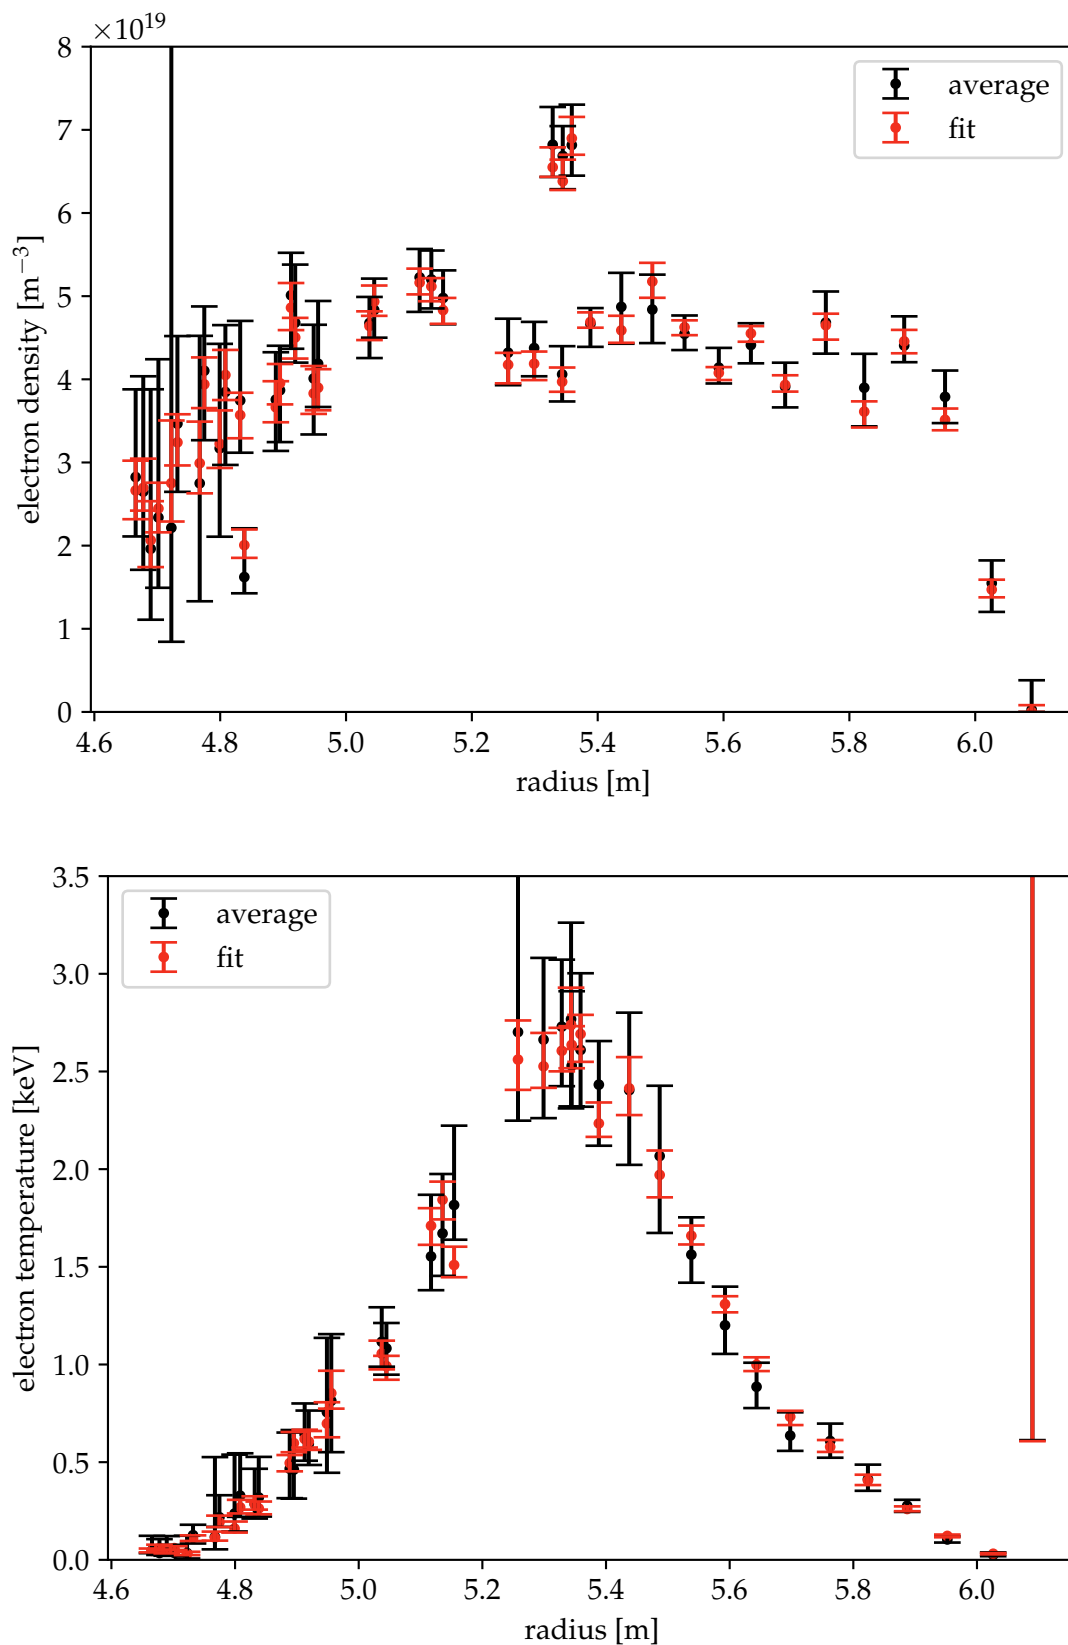 ×10^19
8
7
6
5
4
3
2
1
0
electron density [m^−3]
average
fit
4.6 4.8 5.0 5.2 5.4 5.6 5.8 6.0
radius [m]
3.5
3.0
2.5
2.0
1.5
1.0
0.5
0.0
electron temperature [keV]
average
fit
4.6 4.8 5.0 5.2 5.4 5.6 5.8 6.0
radius [m]